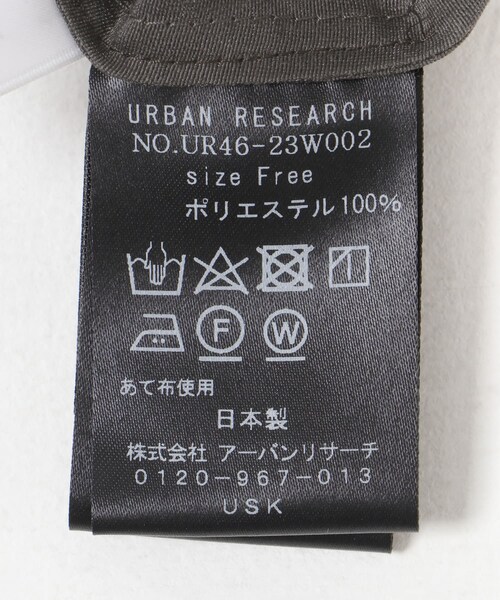 URBAN RESEARCH
NO.UR46-23W002
size Free
ポリエステル100%
F W
あて布使用
日本製
株式会社 アーバンリサーチ
0120-967-013
USK